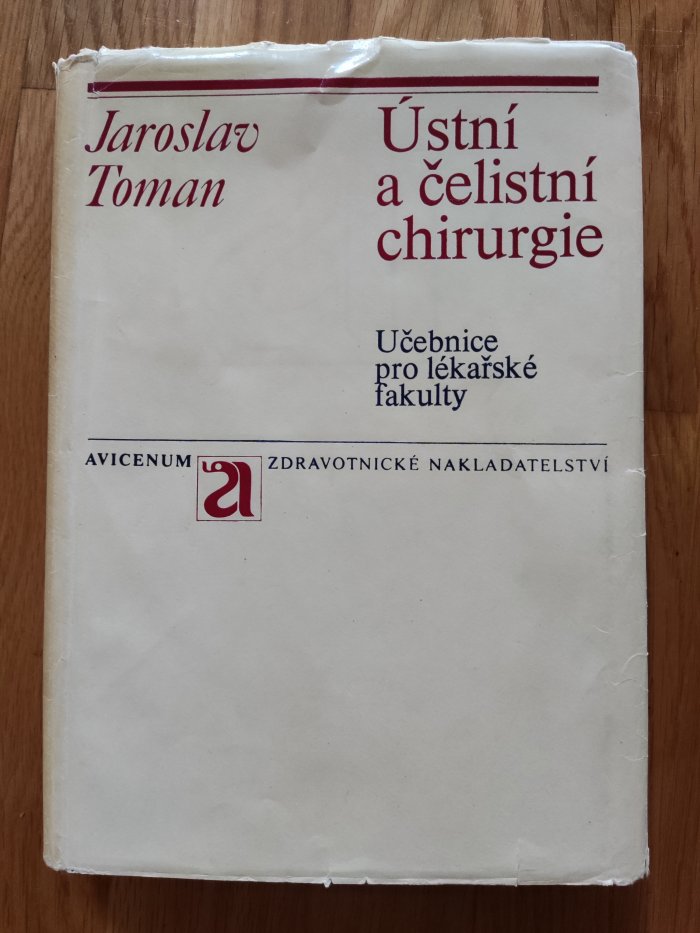 Jaroslav
Toman
Ústní
a čelistní
chirurgie
Učebnice
pro lékařské
fakulty
AVICENUM a ZDRAVOTNICKÉ NAKLADATELSTVÍ